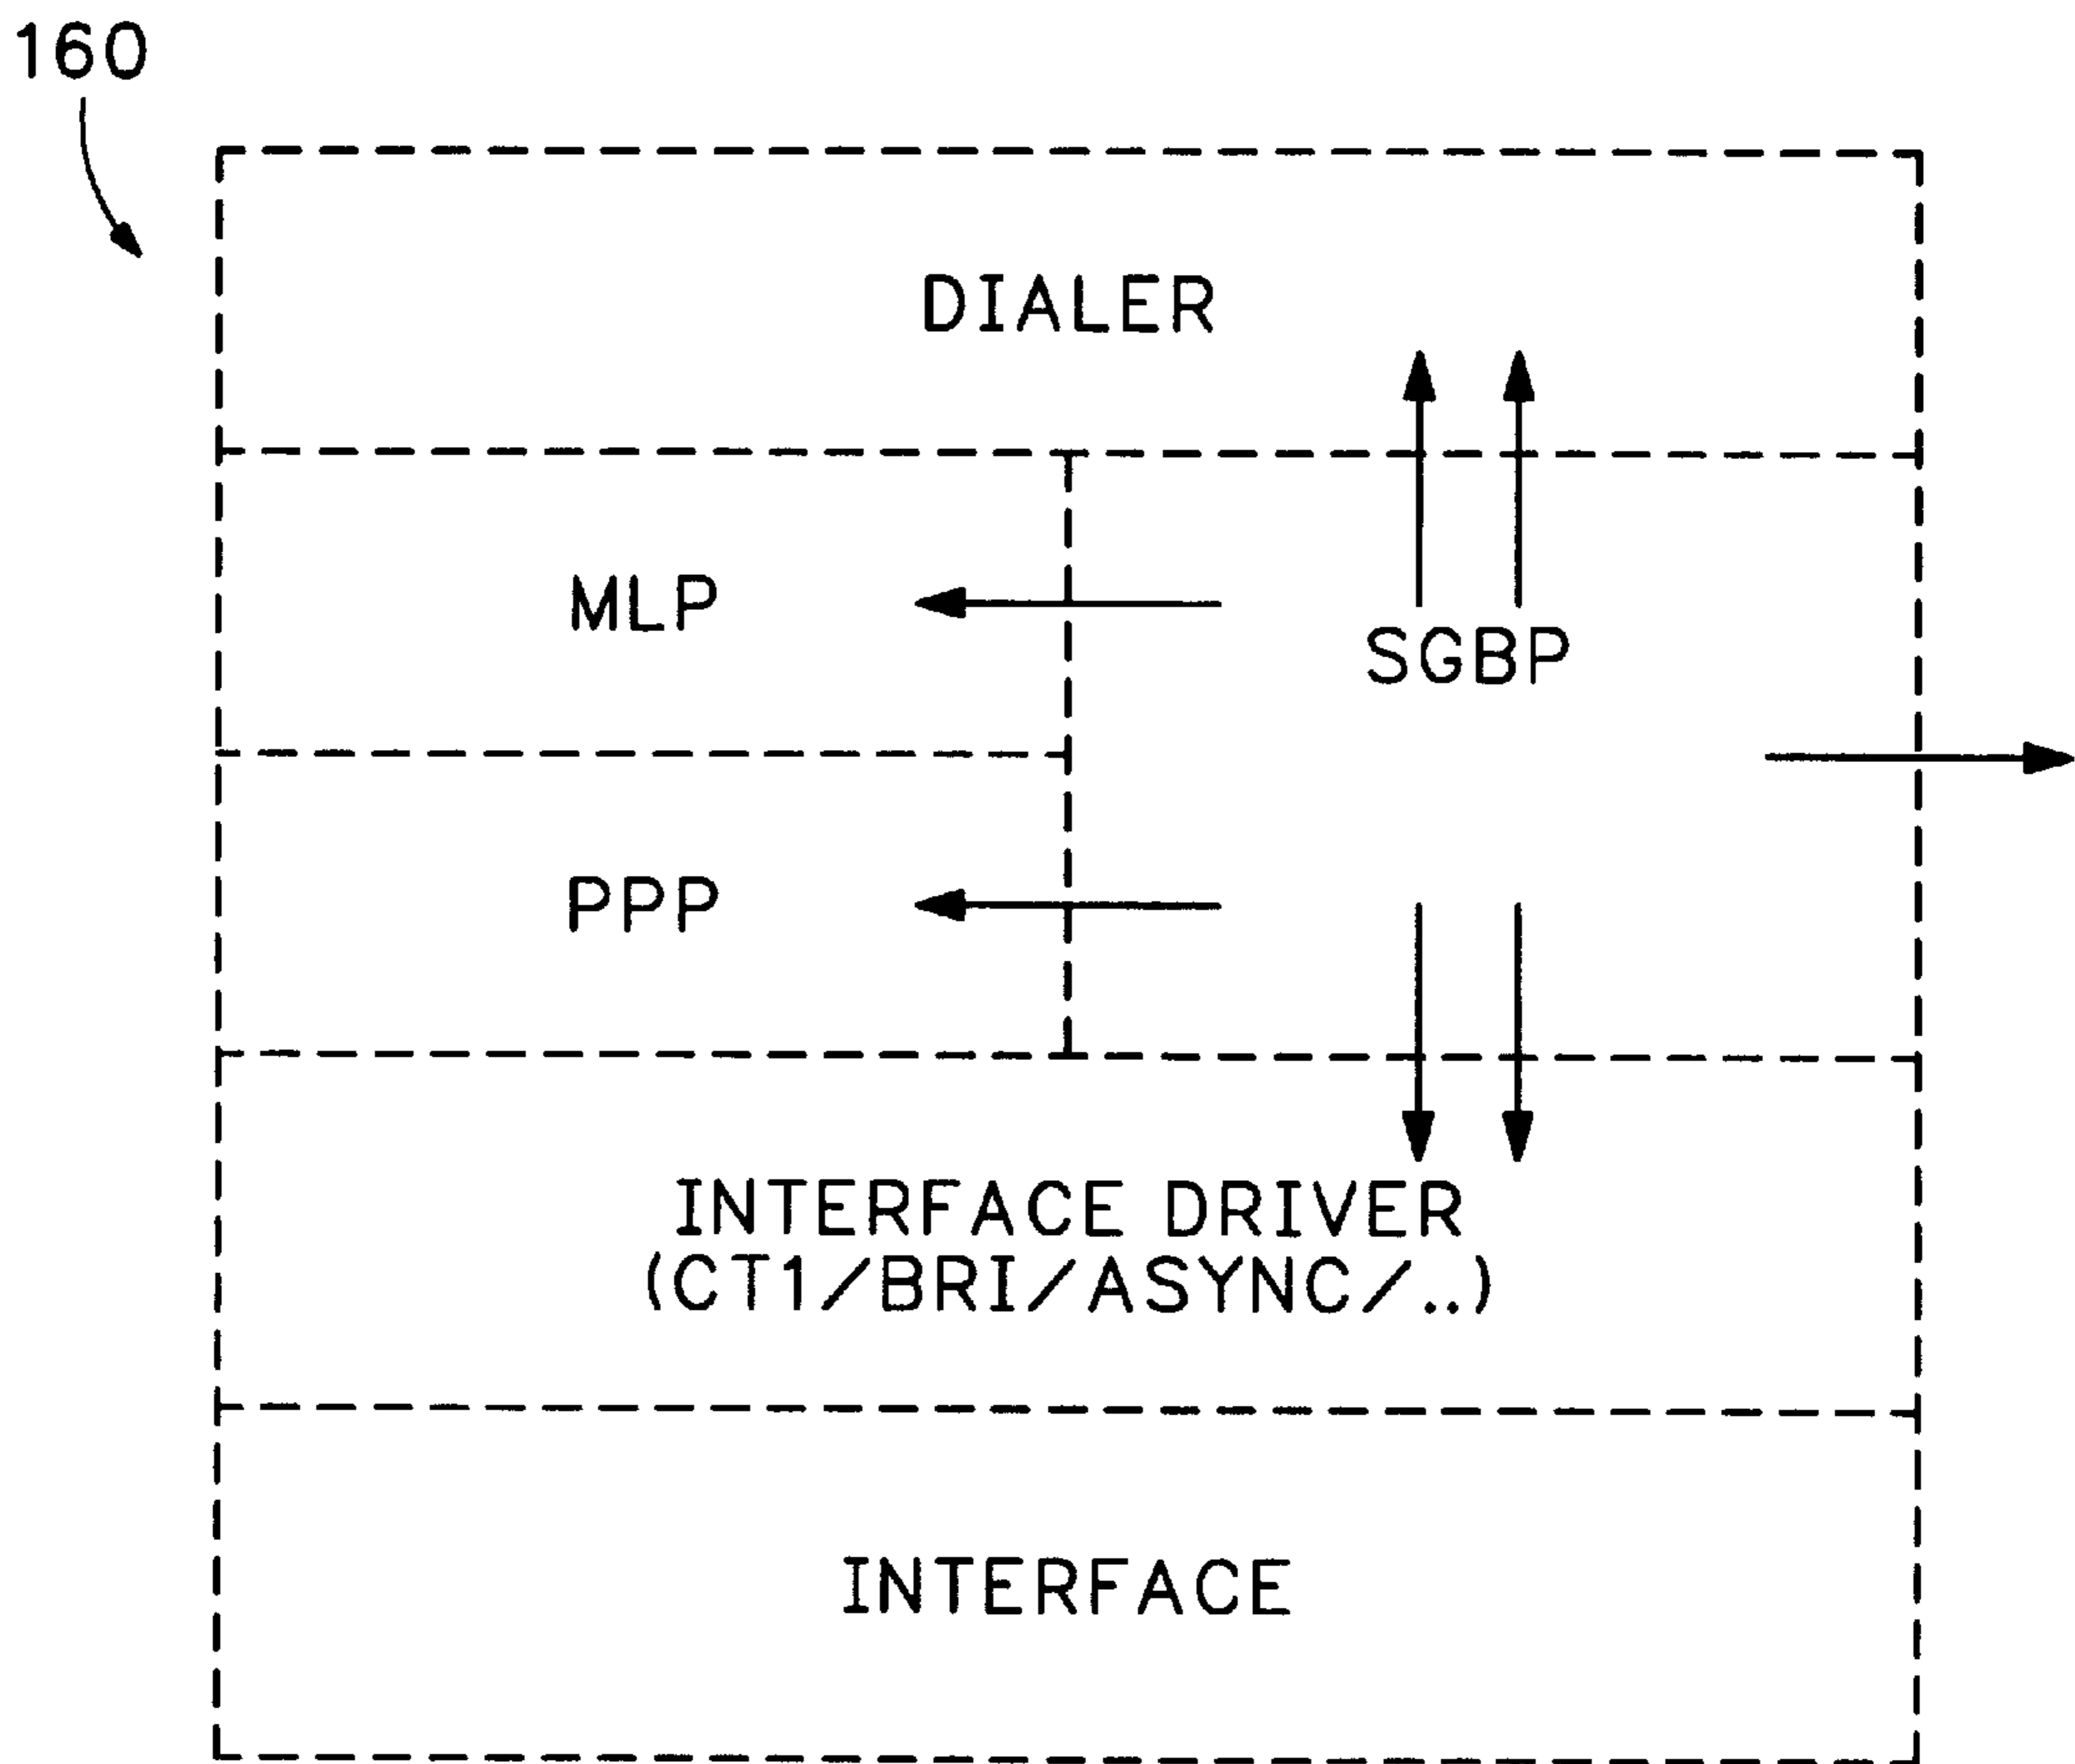 160
DIALER
MLP
SGBP
PPP
INTERFACE DRIVER
(CT1/BRI/ASYNC/..)
INTERFACE